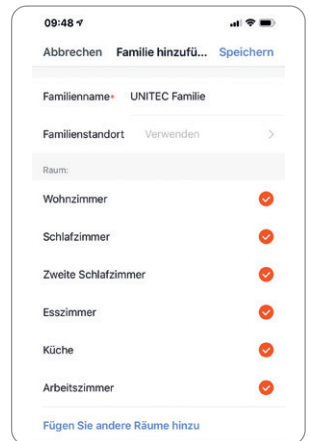 09:48
Abbrechen Familie hinzufü... Speichern
Familienname* UNITEC Familie
Familienstandort Verwenden
Raum:
Wohnzimmer
Schlafzimmer
Zweite Schlafzimmer
Esszimmer
Küche
Arbeitszimmer
Fügen Sie andere Räume hinzu